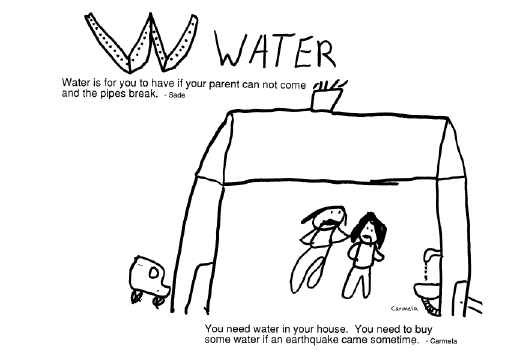 W WATER
Water is for you to have if your parent can not come
and the pipes break. - Sade
Carmela
You need water in your house. You need to buy
some water if an earthquake came sometime. - Carmela